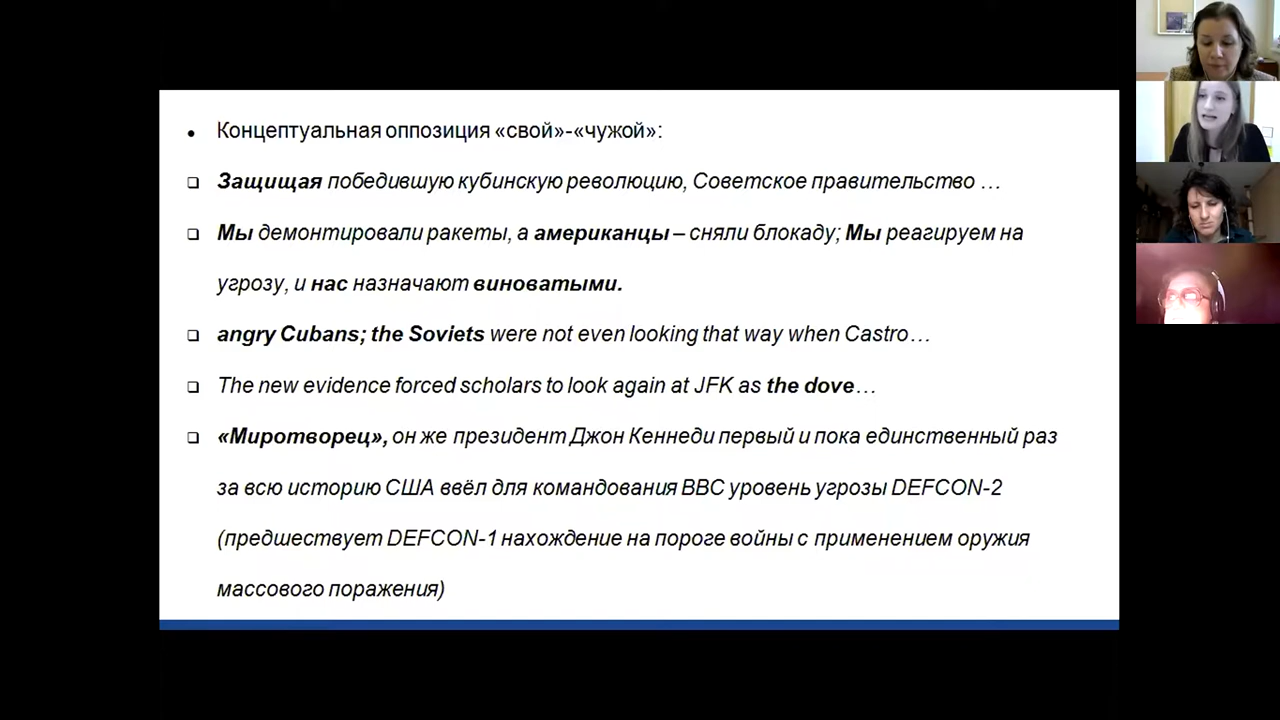 • Концептуальная оппозиция «свой»-«чужой»:
❑ Защищая победившую кубинскую революцию, Советское правительство …
❑ Мы демонтировали ракеты, а американцы – сняли блокаду; Мы реагируем на
угрозу, и нас назначают виноватыми.
❑ angry Cubans; the Soviets were not even looking that way when Castro…
❑ The new evidence forced scholars to look again at JFK as the dove…
❑ «Миротворец», он же президент Джон Кеннеди первый и пока единственный раз
за всю историю США ввёл для командования ВВС уровень угрозы DEFCON-2
(предшествует DEFCON-1 нахождение на пороге войны с применением оружия
массового поражения)